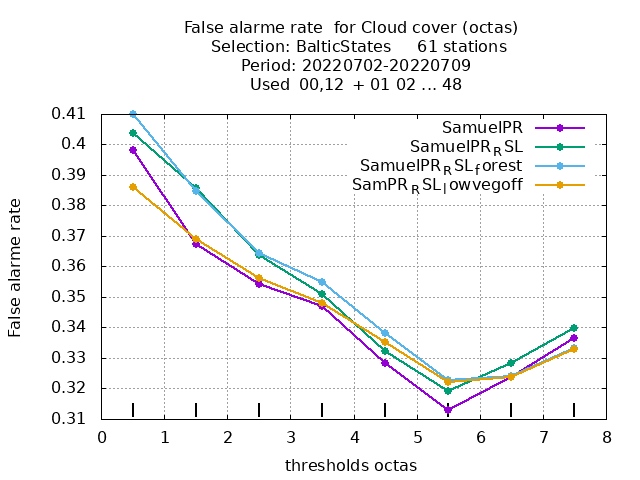 False alarme rate  for Cloud cover (octas)
Selection: BalticStates     61 stations
Period: 20220702-20220709
Used  00,12  + 01 02 ... 48
SamuelPR
SamuelPR_RSL
SamuelPR_RSL_forest
SamPR_RSL_lowvegoff
False alarme rate
0.41
0.4
0.39
0.38
0.37
0.36
0.35
0.34
0.33
0.32
0.31
0 1 2 3 4 5 6 7 8
thresholds octas